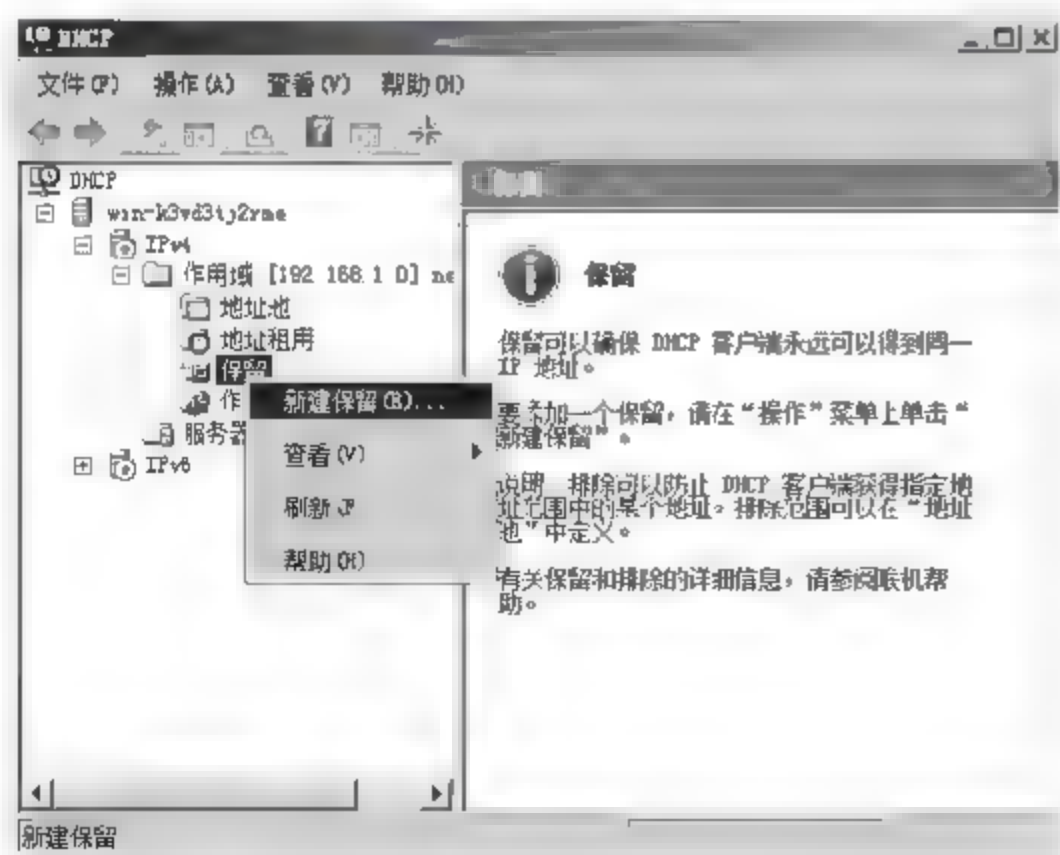 DHCP
文件(F) 操作(A) 查看(V) 帮助(H)
DHCP
win-k3vd3tj2rme
IPv4
作用域 [192 168.1 0] ne
地址池
地址租用
保留
作
服务器
IPv6
新建保留(R)...
查看(V)
刷新
帮助(H)
保留
保留可以确保 DHCP 客户端永远可以得到同一
IP 地址。
要添加一个保留,请在“操作”菜单上单击“
新建保留”。
说明 排除可以防止 DHCP 客户端获得指定地
址范围中的某个地址。排除范围可以在“地址
池”中定义。
有关保留和排除的详细信息,请参阅联机帮
助。
新建保留